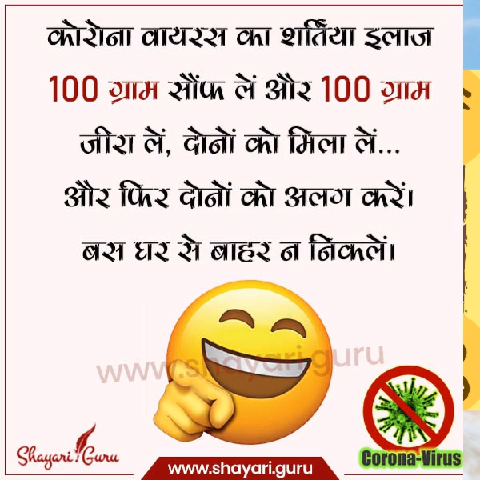 कोरोना वायरस का शर्तिया इलाज
100 ग्राम सौंफ लें और 100 ग्राम
जीरा लें, दोनों को मिला लें...
और फिर दोनों को अलग करें।
बस घर से बाहर न निकलें।
www.shayari.guru
Shayari Guru
www.shayari.guru
Corona-Virus